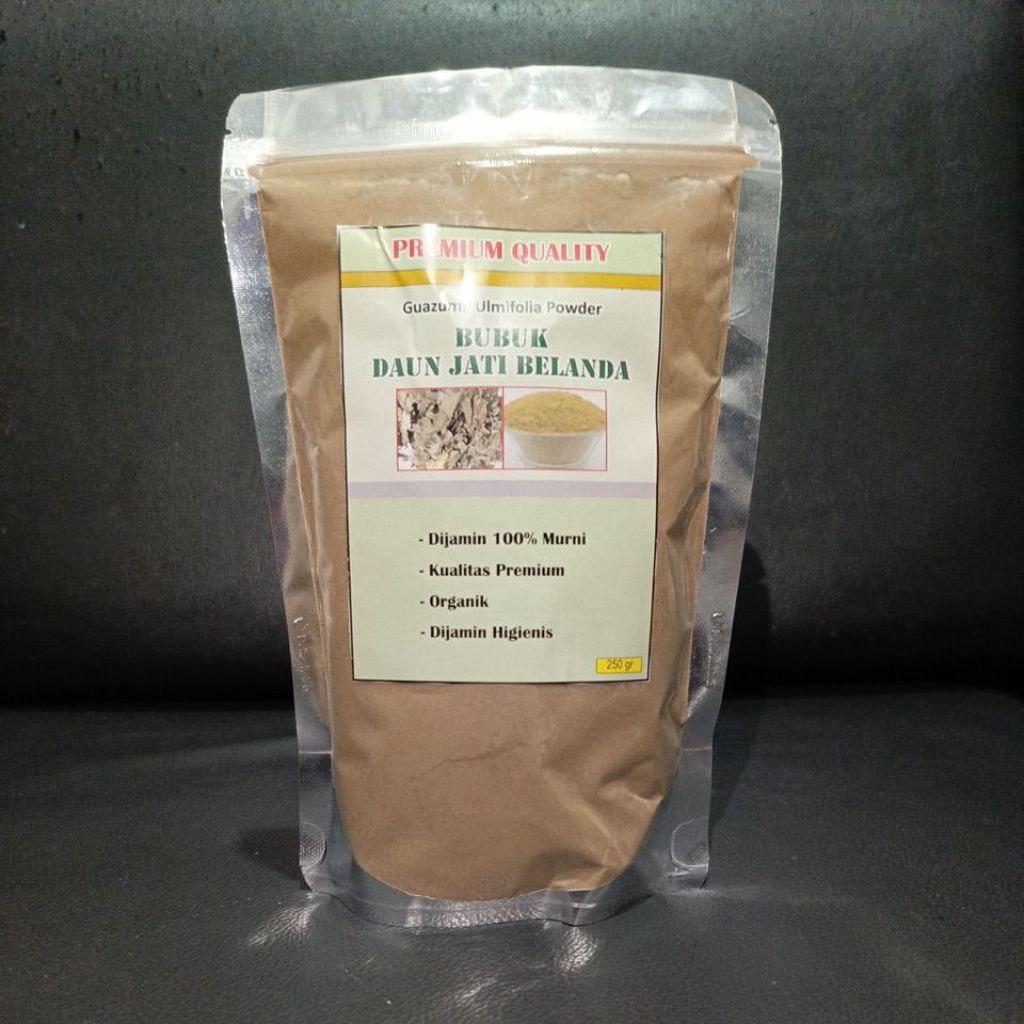 PREMIUM QUALITY
Guazuma Ulmifolia Powder
BUBUK
DAUN JATI BELANDA
- Dijamin 100% Murni
- Kualitas Premium
- Organik
- Dijamin Higienis
250 gr